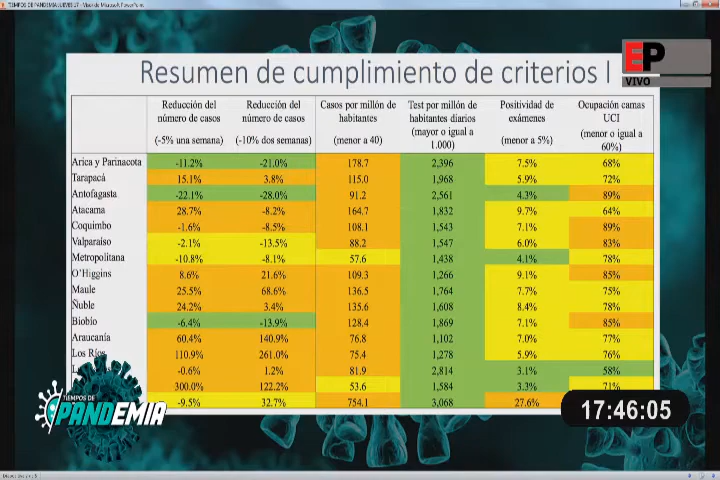 TIEMPOS DE PANDEMIA JUEVES 17 - Visor de Microsoft PowerPoint
EP
VIVO
Resumen de cumplimiento de criterios I
Reducción del número de casos (-5% una semana) Reducción del número de casos (-10% dos semanas) Casos por millón de habitantes (menor a 40) Test por millón de habitantes diarios (mayor o igual a 1.000) Positividad de exámenes (menor a 5%) Ocupación camas UCI (menor o igual a 60%)
Arica y Parinacota -11.2% -21.0% 178.7 2,396 7.5% 68%
Tarapacá 15.1% 3.8% 115.0 1,968 5.9% 72%
Antofagasta -22.1% -28.0% 91.2 2,561 4.3% 89%
Atacama 28.7% -8.2% 164.7 1,832 9.7% 64%
Coquimbo -1.6% -8.5% 108.1 1,543 7.1% 89%
Valparaíso -2.1% -13.5% 88.2 1,547 6.0% 83%
Metropolitana -10.8% -8.1% 57.6 1,438 4.1% 78%
O'Higgins 8.6% 21.6% 109.3 1,266 9.1% 85%
Maule 25.5% 68.6% 136.5 1,764 7.7% 75%
Ñuble 24.2% 3.4% 135.6 1,608 8.4% 78%
Biobío -6.4% -13.9% 128.4 1,869 7.1% 85%
Araucanía 60.4% 140.9% 76.8 1,102 7.0% 77%
Los Ríos 110.9% 261.0% 75.4 1,278 5.9% 76%
-0.6% 1.2% 81.9 2,814 3.1% 58%
300.0% 122.2% 53.6 1,584 3.3% 71%
-9.5% 32.7% 754.1 3,068 27.6%
TIEMPOS DE
PANDEMIA
17:46:05